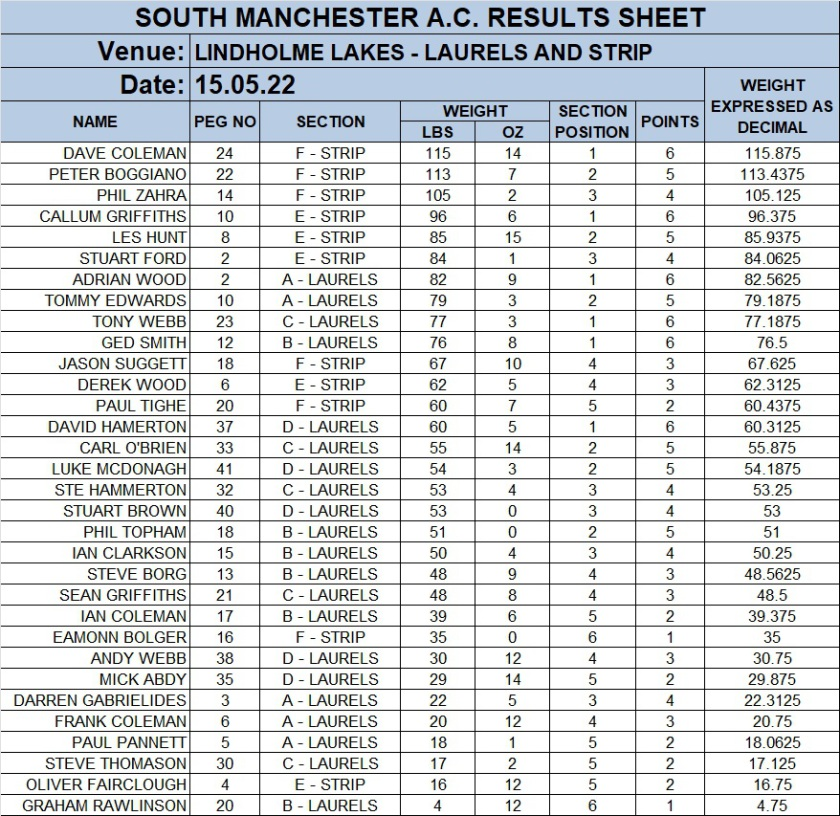 SOUTH MANCHESTER A.C. RESULTS SHEET
Venue: LINDHOLME LAKES - LAURELS AND STRIP
Date: 15.05.22
NAME PEG NO SECTION WEIGHT LBS OZ SECTION POSITION POINTS WEIGHT EXPRESSED AS DECIMAL
DAVE COLEMAN 24 F - STRIP 115 14 1 6 115.875
PETER BOGGIANO 22 F - STRIP 113 7 2 5 113.4375
PHIL ZAHRA 14 F - STRIP 105 2 3 4 105.125
CALLUM GRIFFITHS 10 E - STRIP 96 6 1 6 96.375
LES HUNT 8 E - STRIP 85 15 2 5 85.9375
STUART FORD 2 E - STRIP 84 1 3 4 84.0625
ADRIAN WOOD 2 A - LAURELS 82 9 1 6 82.5625
TOMMY EDWARDS 10 A - LAURELS 79 3 2 5 79.1875
TONY WEBB 23 C - LAURELS 77 3 1 6 77.1875
GED SMITH 12 B - LAURELS 76 8 1 6 76.5
JASON SUGGETT 18 F - STRIP 67 10 4 3 67.625
DEREK WOOD 6 E - STRIP 62 5 4 3 62.3125
PAUL TIGHE 20 F - STRIP 60 7 5 2 60.4375
DAVID HAMERTON 37 D - LAURELS 60 5 1 6 60.3125
CARL O'BRIEN 33 C - LAURELS 55 14 2 5 55.875
LUKE MCDONAGH 41 D - LAURELS 54 3 2 5 54.1875
STE HAMMERTON 32 C - LAURELS 53 4 3 4 53.25
STUART BROWN 40 D - LAURELS 53 0 3 4 53
PHIL TOPHAM 18 B - LAURELS 51 0 2 5 51
IAN CLARKSON 15 B - LAURELS 50 4 3 4 50.25
STEVE BORG 13 B - LAURELS 48 9 4 3 48.5625
SEAN GRIFFITHS 21 C - LAURELS 48 8 4 3 48.5
IAN COLEMAN 17 B - LAURELS 39 6 5 2 39.375
EAMONN BOLGER 16 F - STRIP 35 0 6 1 35
ANDY WEBB 38 D - LAURELS 30 12 4 3 30.75
MICK ABDY 35 D - LAURELS 29 14 5 2 29.875
DARREN GABRIELIDES 3 A - LAURELS 22 5 3 4 22.3125
FRANK COLEMAN 6 A - LAURELS 20 12 4 3 20.75
PAUL PANNETT 5 A - LAURELS 18 1 5 2 18.0625
STEVE THOMASON 30 C - LAURELS 17 2 5 2 17.125
OLIVER FAIRCLOUGH 4 E - STRIP 16 12 5 2 16.75
GRAHAM RAWLINSON 20 B - LAURELS 4 12 6 1 4.75